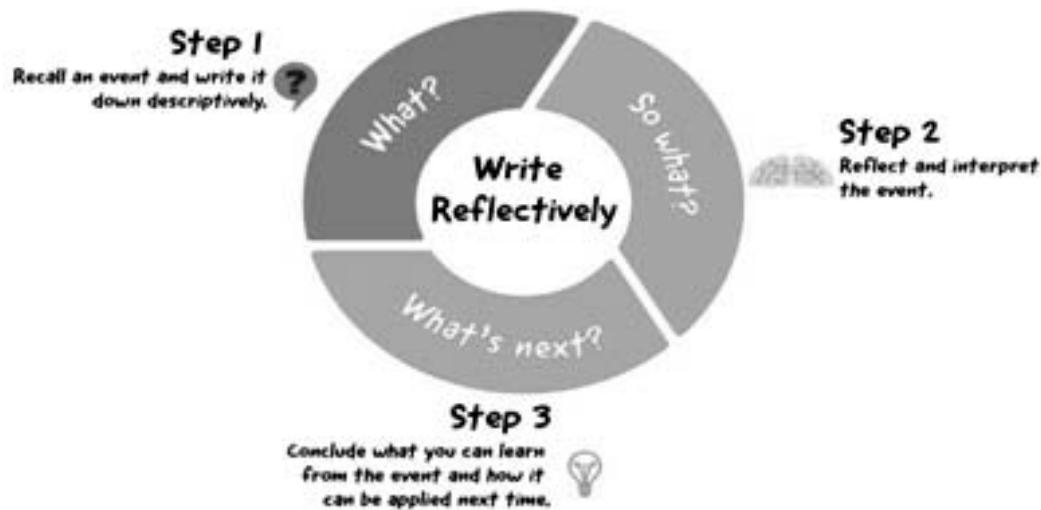 Step 1
Recall an event and write it
down descriptively.
?
What?
So what?
Step 2
Reflect and interpret
the event.
Write
Reflectively
What's next?
Step 3
Conclude what you can learn
from the event and how it
can be applied next time.